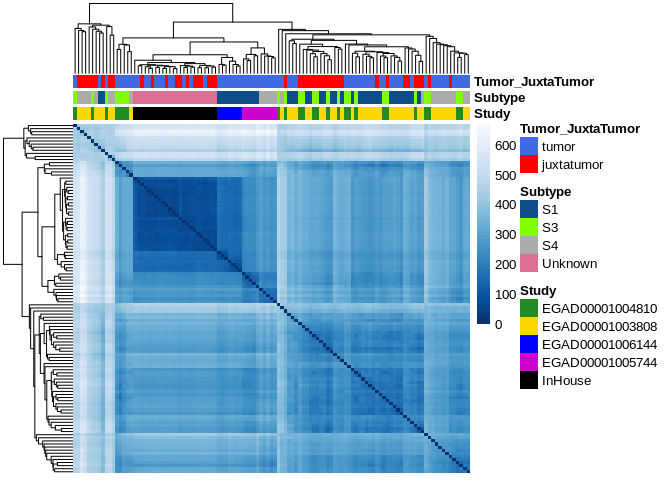 Tumor_JuxtaTumor
Subtype
Study
600
500
400
300
200
100
0
Tumor_JuxtaTumor
tumor
juxtatumor
Subtype
S1
S3
S4
Unknown
Study
EGAD00001004810
EGAD00001003808
EGAD00001006144
EGAD00001005744
InHouse